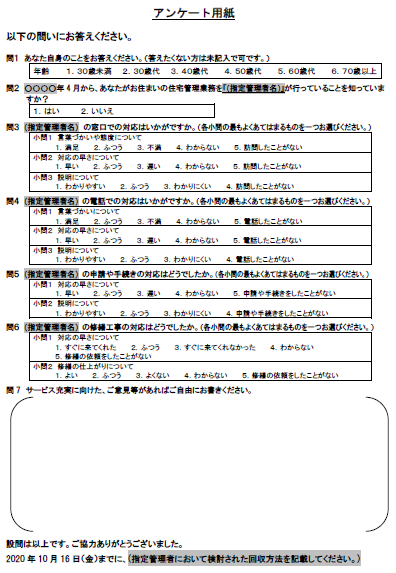 アンケート用紙
以下の問いにお答えください。
問1 あなた自身のことをお答えください。(答えたくない方は未記入で可です。)
年齢 1. 30歳未満 2. 30歳代 3. 40歳代 4. 50歳代 5. 60歳代 6. 70歳以上
問2 〇〇〇〇年4月から、あなたがお住まいの住宅管理業務を『(指定管理者名)』が行っていることを知っていま
すか?
1. はい 2. いいえ
問3 (指定管理者名) の窓口での対応はいかがですか。(各小問の最もよくあてはまるものを一つお選びください。)
小問1 言葉づかいや態度について
1. 満足 2. ふつう 3. 不満 4. わからない 5. 訪問したことがない
小問2 対応の早さについて
1. 早い 2. ふつう 3. 遅い 4. わからない 5. 訪問したことがない
小問3 説明について
1. わかりやすい 2. ふつう 3. わかりにくい 4. 訪問したことがない
問4 (指定管理者名) の電話での対応はいかがですか。(各小問の最もよくあてはまるものを一つお選びください。)
小問1 言葉づかいについて
1. 満足 2. ふつう 3. 不満 4. わからない 5. 電話したことがない
小問2 対応の早さについて
1. 早い 2. ふつう 3. 遅い 4. わからない 5. 電話したことがない
小問3 説明について
1. わかりやすい 2. ふつう 3. わかりにくい 4. 電話したことがない
問5 (指定管理者名) の申請や手続きの対応はどうでしたか。(各小問の最もよくあてはまるものを一つお選びください。)
小問1 対応の早さについて
1. 早い 2. ふつう 3. 遅い 4. わからない 5. 申請や手続きをしたことがない
小問2 説明について
1. わかりやすい 2. ふつう 3. わかりにくい 4. 申請や手続きをしたことがない
問6 (指定管理者名) の修繕工事の対応はどうでしたか。(各小問の最もよくあてはまるものを一つお選びください。)
小問1 対応の早さについて
1. すぐに来てくれた 2. ふつう 3. すぐに来てくれなかった 4. わからない
5. 修繕の依頼をしたことがない
小問2 修繕の仕上がりについて
1. よい 2. ふつう 3. よくない 4. わからない 5. 修繕の依頼をしたことがない
問7 サービス充実に向けた、ご意見等があればご自由にお書きください。
設問は以上です。ご協力ありがとうございました。
2020年10月16日(金)までに、(指定管理者において検討された回収方法を記載してください。)